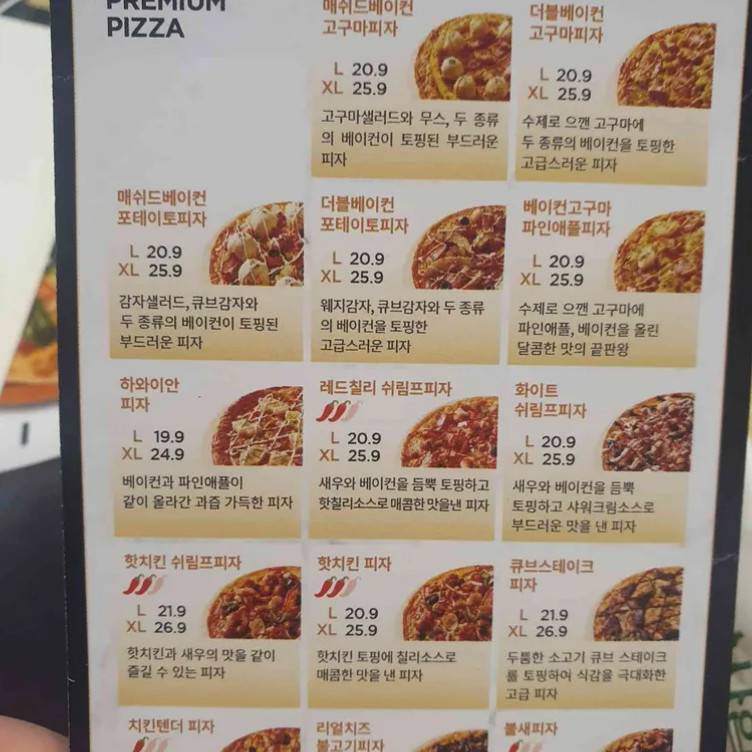 PREMIUM
PIZZA
매쉬드베이컨
고구마피자
L 20.9
XL 25.9
고구마샐러드와 무스, 두 종류
의 베이컨이 토핑된 부드러운
피자
더블베이컨
고구마피자
L 20.9
XL 25.9
수제로 으깬 고구마에
두 종류의 베이컨을 토핑한
고급스러운 피자
매쉬드베이컨
포테이토피자
L 20.9
XL 25.9
감자샐러드,큐브감자와
두 종류의 베이컨이 토핑된
부드러운 피자
더블베이컨
포테이토피자
L 20.9
XL 25.9
웨지감자, 큐브감자와 두 종류
의 베이컨을 토핑한
고급스러운 피자
베이컨고구마
파인애플피자
L 20.9
XL 25.9
수제로 으깬 고구마에
파인애플, 베이컨을 올린
달콤한 맛의 끝판왕
하와이안
피자
L 19.9
XL 24.9
베이컨과 파인애플이
같이 올라간 과즙 가득한 피자
레드칠리 쉬림프피자
L 20.9
XL 25.9
새우와 베이컨을 듬뿍 토핑하고
핫칠리소스로 매콤한 맛을낸 피자
화이트
쉬림프피자
L 20.9
XL 25.9
새우와 베이컨을 듬뿍
토핑하고 샤워크림소스로
부드러운 맛을 낸 피자
핫치킨 쉬림프피자
L 21.9
XL 26.9
핫치킨과 새우의 맛을 같이
즐길 수 있는 피자
핫치킨 피자
L 20.9
XL 25.9
핫치킨 토핑에 칠리소스로
매콤한 맛을 낸 피자
큐브스테이크
피자
L 21.9
XL 26.9
두툼한 소고기 큐브 스테이크
를 토핑하여 식감을 극대화한
고급 피자
치킨텐더 피자
리얼치즈
불고기피자
불새피자